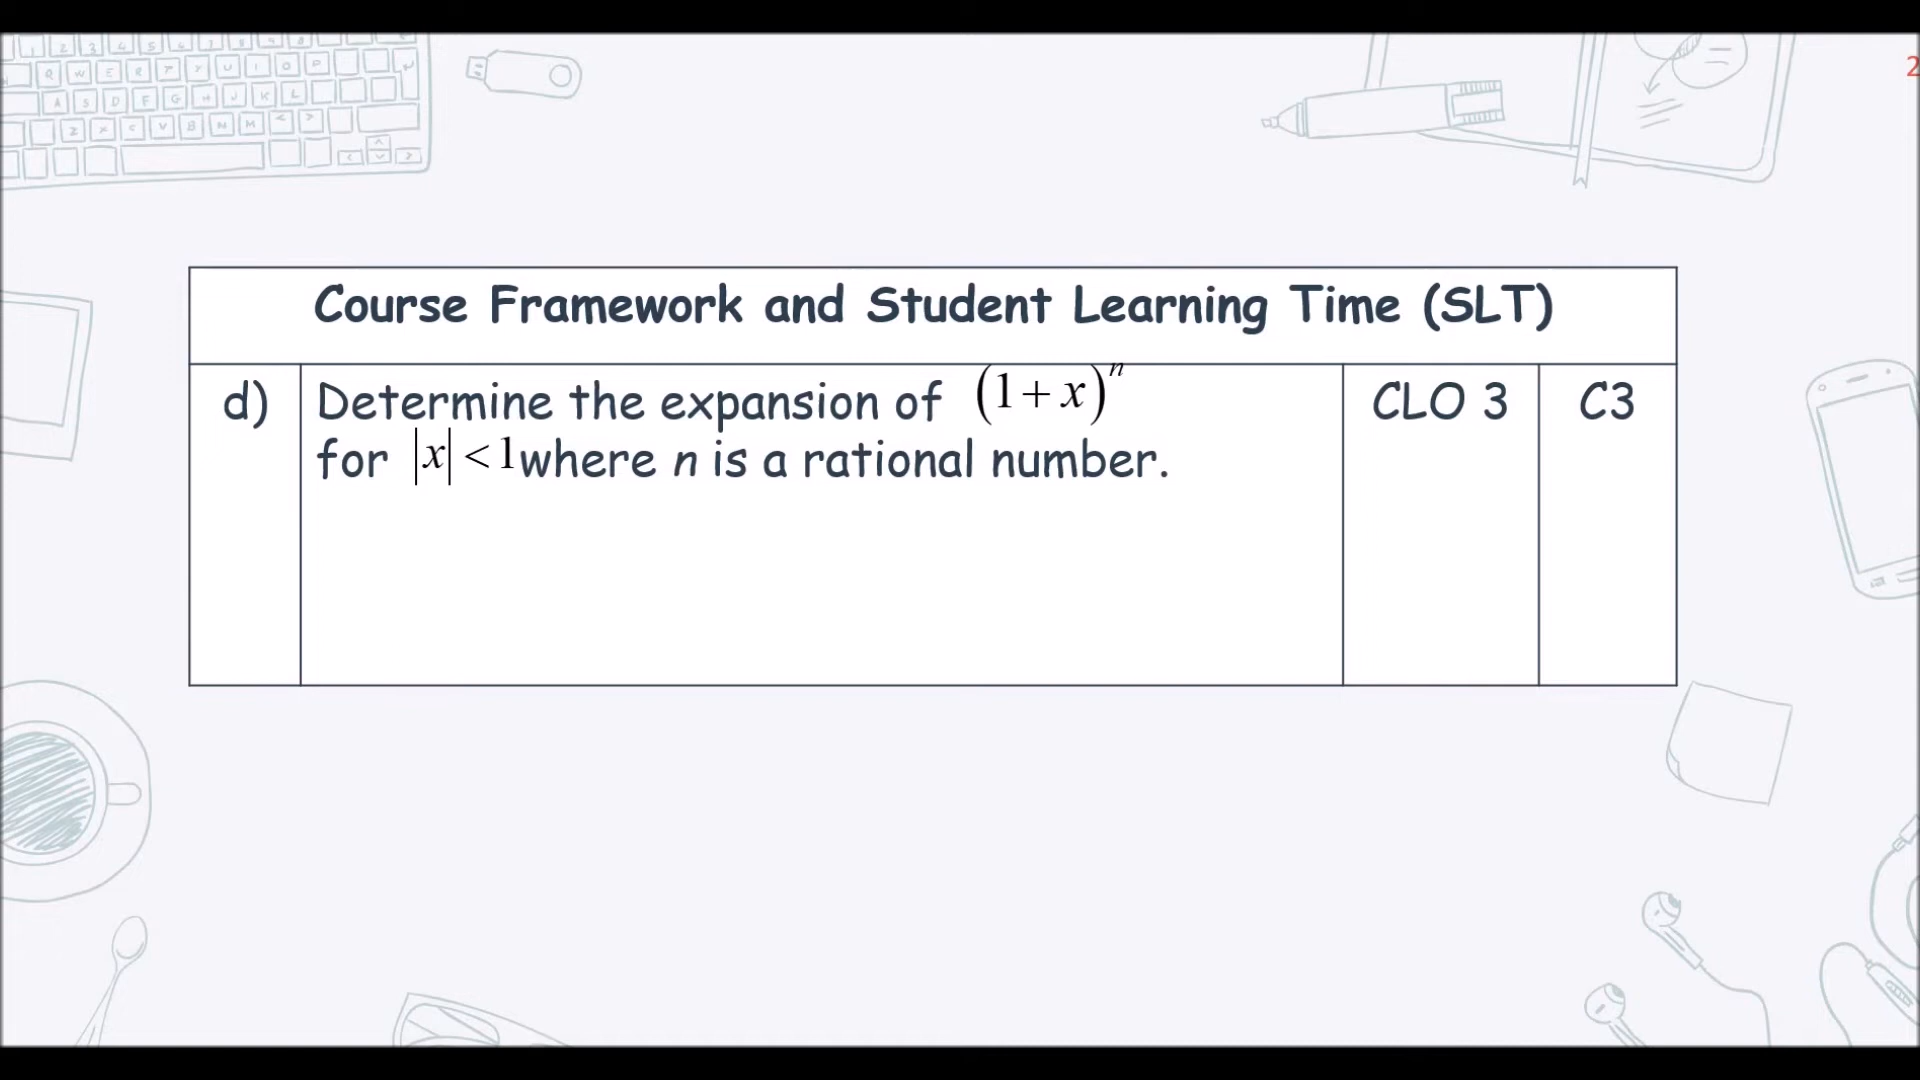 2
Course Framework and Student Learning Time (SLT)
d) Determine the expansion of (1+x)^n CLO 3 C3
for |x| < 1 where n is a rational number.